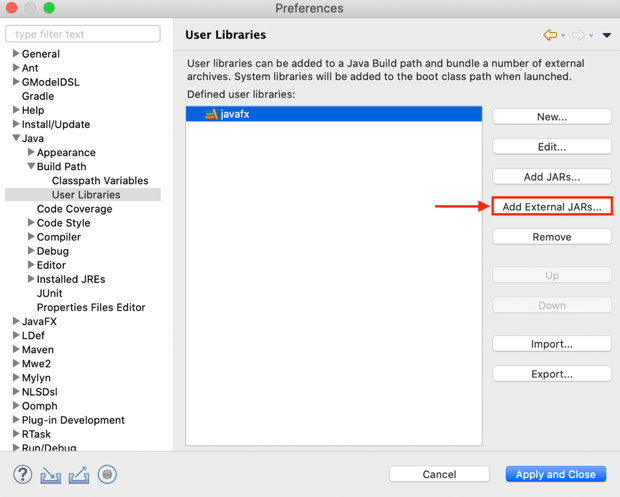 Preferences
type filter text
General
Ant
GModelDSL
Gradle
Help
Install/Update
Java
Appearance
Build Path
Classpath Variables
User Libraries
Code Coverage
Code Style
Compiler
Debug
Editor
Installed JREs
JUnit
Properties Files Editor
JavaFX
LDef
Maven
Mwe2
Mylyn
NLSDsl
Oomph
Plug-in Development
RTask
Run/Debug
User Libraries
User libraries can be added to a Java Build path and bundle a number of external
archives. System libraries will be added to the boot class path when launched.
Defined user libraries:
javafx
New...
Edit...
Add JARs...
Add External JARs...
Remove
Up
Down
Import...
Export...
?
Cancel
Apply and Close